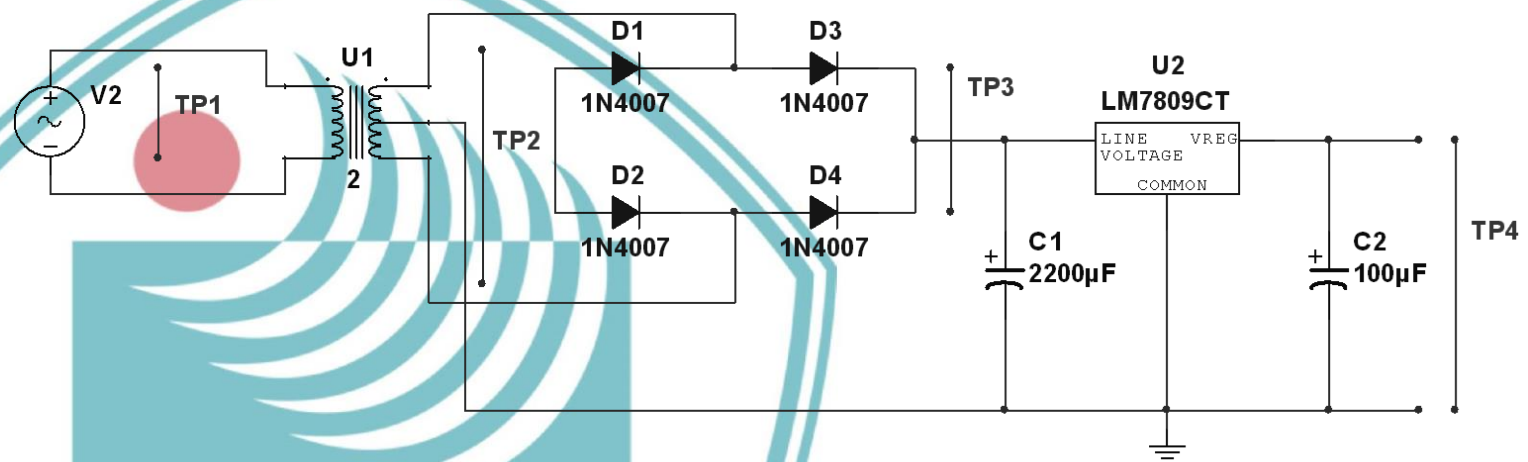 V2
+
~
−
TP1
U1
2
TP2
D1
1N4007
D3
1N4007
D2
1N4007
D4
1N4007
TP3
U2
LM7809CT
LINE VREG
VOLTAGE
COMMON
+
C1
2200µF
+
C2
100µF
TP4